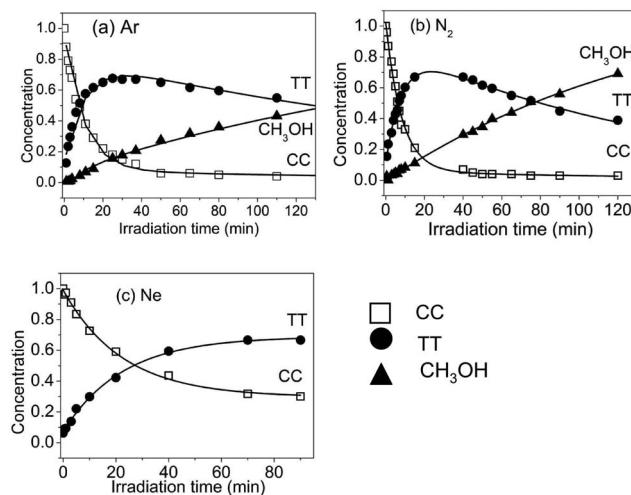 (a) Ar
TT
CH₃OH
CC
Concentration
1.0
0.8
0.6
0.4
0.2
0.0
0 20 40 60 80 100 120
Irradiation time (min)
(b) N₂
CH₃OH
TT
CC
Concentration
1.0
0.8
0.6
0.4
0.2
0.0
0 20 40 60 80 100 120
Irradiation time (min)
(c) Ne
TT
CC
Concentration
1.0
0.8
0.6
0.4
0.2
0.0
0 20 40 60 80 100
Irradiation time (min)
CC
TT
CH₃OH